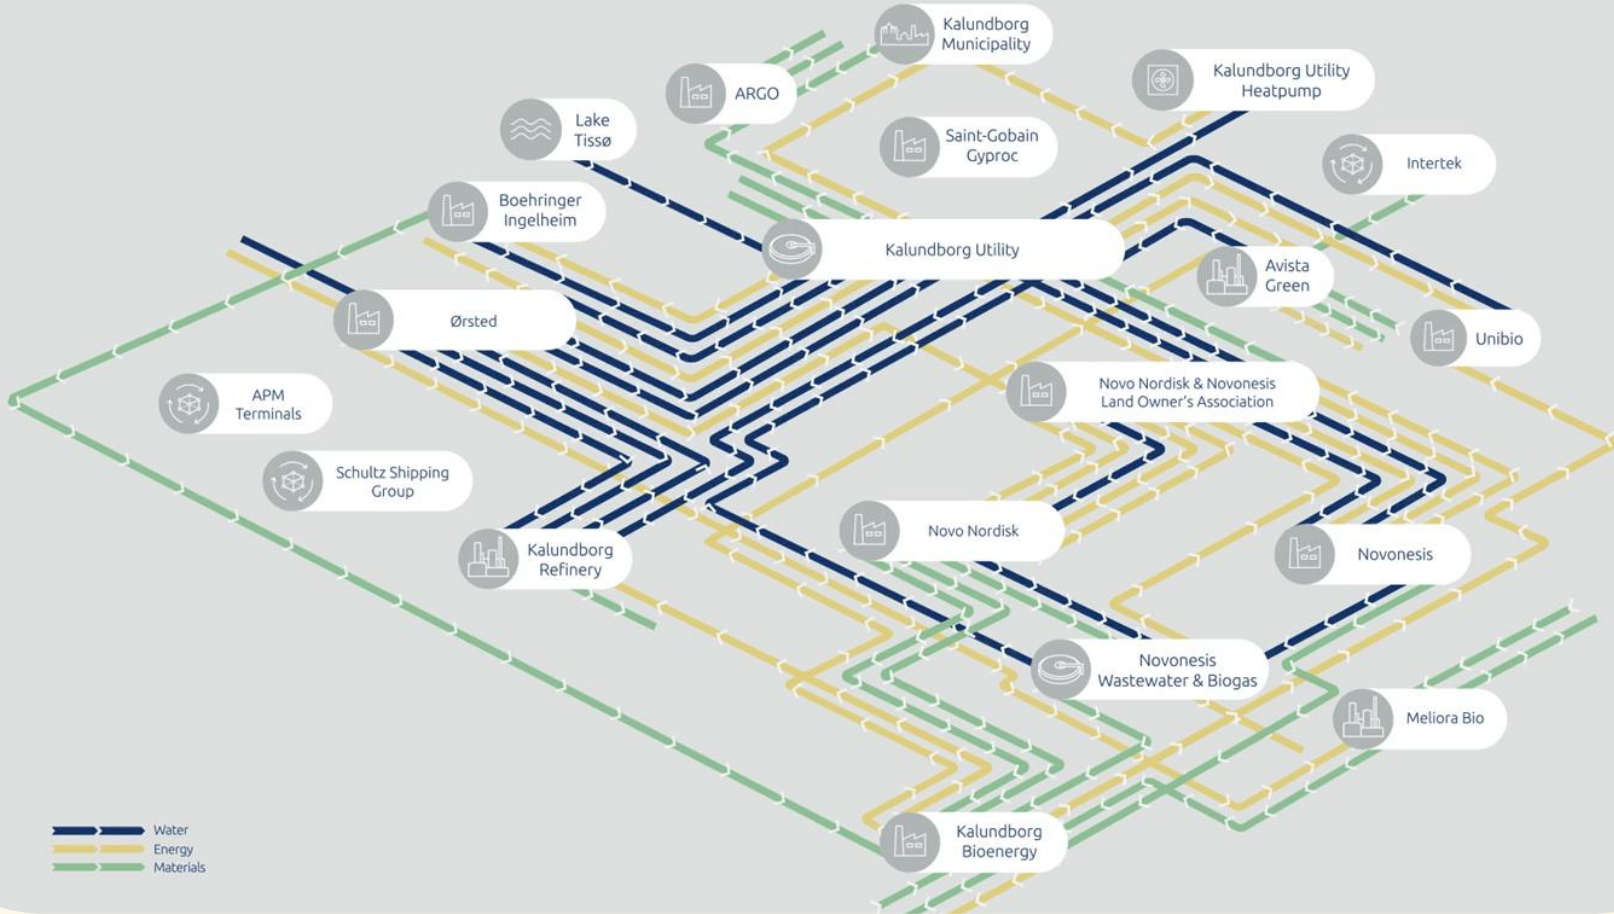 Kalundborg
Municipality
Kalundborg Utility
Heatpump
ARGO
Lake
Tissø
Saint-Gobain
Gyproc
Intertek
Boehringer
Ingelheim
Kalundborg Utility
Avista
Green
Ørsted
Unibio
APM
Terminals
Novo Nordisk & Novonesis
Land Owner's Association
Schultz Shipping
Group
Novo Nordisk
Kalundborg
Refinery
Novonesis
Novonesis
Wastewater & Biogas
Meliora Bio
Kalundborg
Bioenergy
Water
Energy
Materials